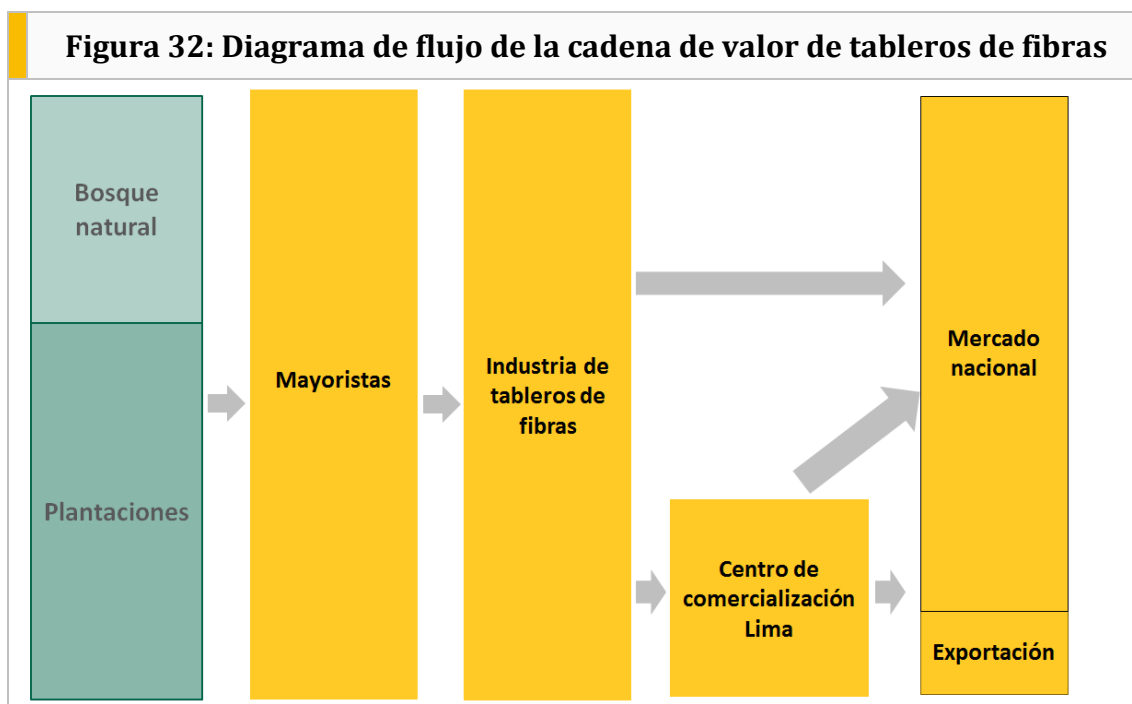 Figura 32: Diagrama de flujo de la cadena de valor de tableros de fibras
Bosque
natural
Plantaciones
Mayoristas
Industria de
tableros de
fibras
Centro de
comercialización
Lima
Mercado
nacional
Exportación